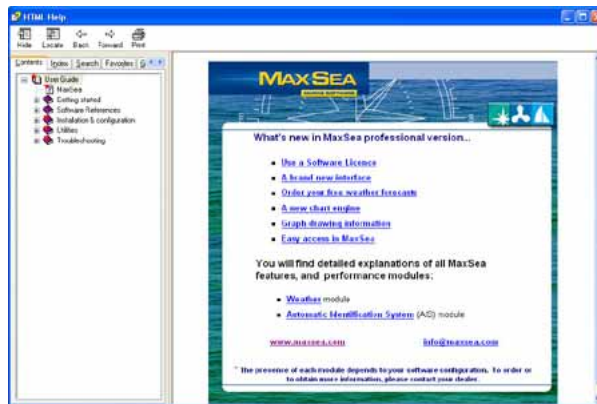 HTML Help
Hide Locate Back Forward Print
Contents Index Search Favorites
User Guide
MaxSea
Getting started
Software References
Installation & configuration
Utilities
Troubleshooting
MAXSEA
MARINE SOFTWARE
What's new in MaxSea professional version...
Use a Software Licence
A brand new interface
Order your free weather forecasts
A new chart engine
Graph drawing information
Easy access in MaxSea
You will find detailed explanations of all MaxSea
features, and performance modules:
Weather module
Automatic Identification System (AIS) module
www.maxsea.com info@maxsea.com
* The presence of each module depends to your software configuration. To order or
to obtain more information, please contact your dealer.